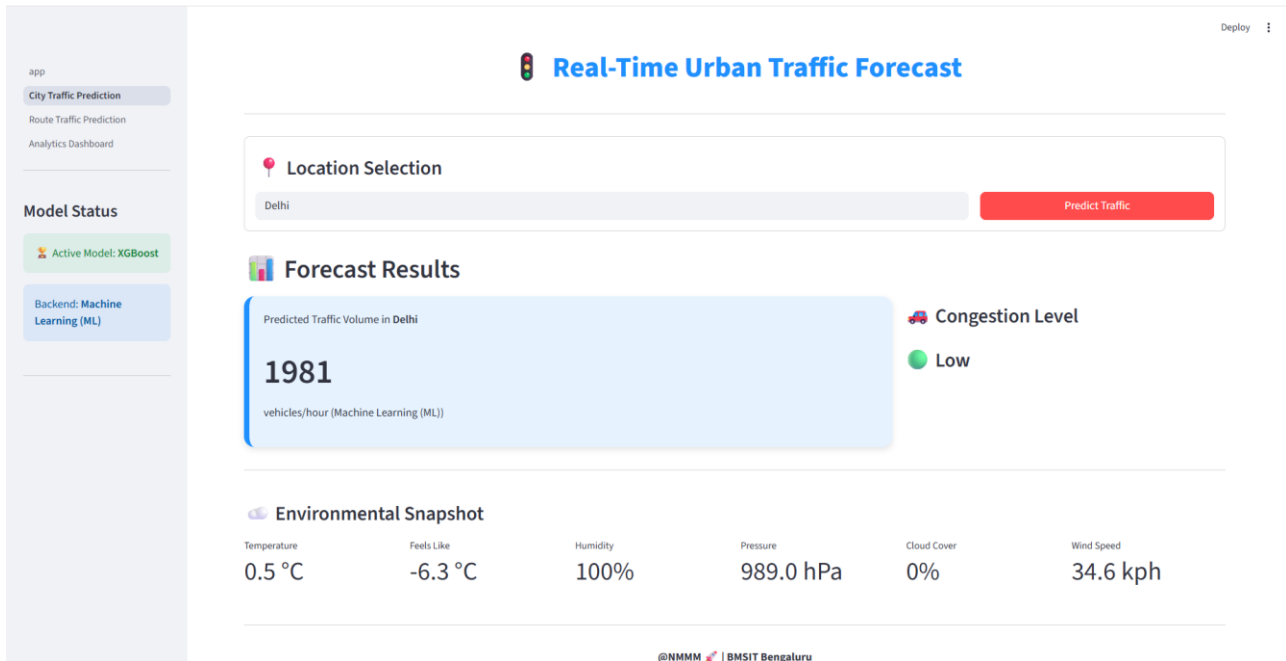 Deploy
app
City Traffic Prediction
Route Traffic Prediction
Analytics Dashboard
Model Status
Active Model: XGBoost
Backend: Machine
Learning (ML)
Real-Time Urban Traffic Forecast
Location Selection
Delhi
Predict Traffic
Forecast Results
Predicted Traffic Volume in Delhi
1981
vehicles/hour (Machine Learning (ML))
Congestion Level
Low
Environmental Snapshot
Temperature
0.5 °C
Feels Like
-6.3 °C
Humidity
100%
Pressure
989.0 hPa
Cloud Cover
0%
Wind Speed
34.6 kph
@NMMM 🚀 | BMSIT Bengaluru